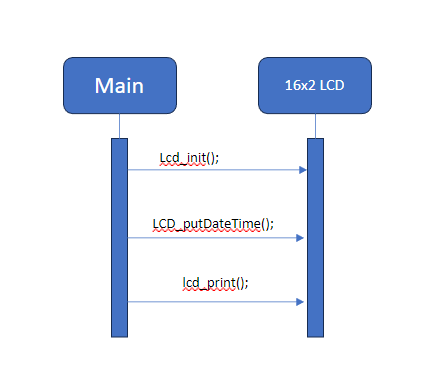 Main
16x2 LCD
Lcd_init();
LCD_putDateTime();
lcd_print();